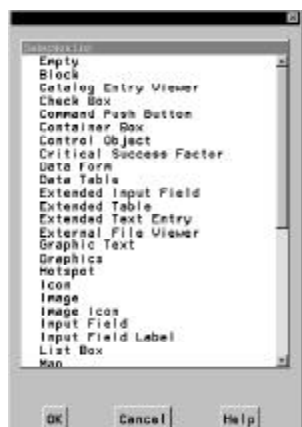 Selection List
Empty
Block
Catalog Entry Viewer
Check Box
Command Push Button
Container Box
Control Object
Critical Success Factor
Data Form
Data Table
Extended Input Field
Extended Table
Extended Text Entry
External File Viewer
Graphic Text
Graphics
Hotspot
Icon
Image
Image Icon
Input Field
Input Field Label
List Box
Map
OK Cancel Help